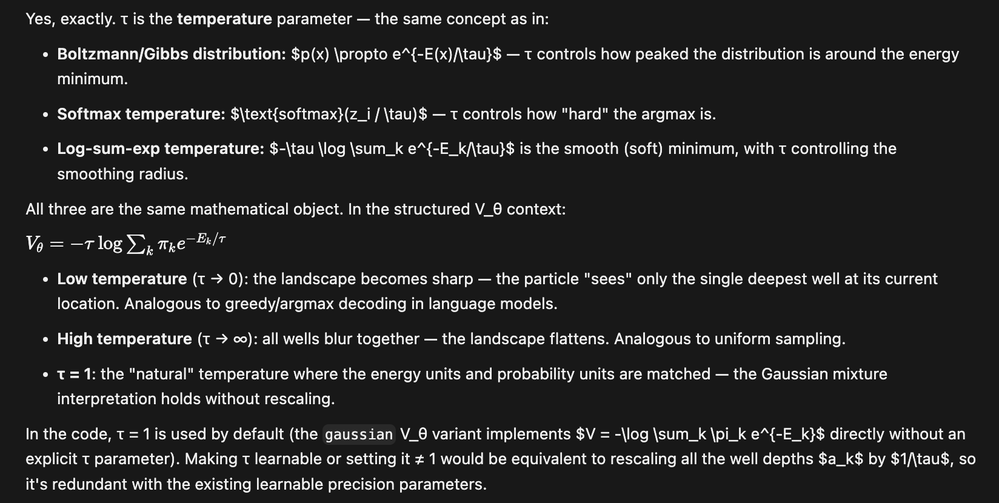 Yes, exactly. τ is the temperature parameter — the same concept as in:
• Boltzmann/Gibbs distribution: $p(x) \propto e^{-E(x)/\tau}$ — τ controls how peaked the distribution is around the energy
minimum.
• Softmax temperature: $\text{softmax}(z_i / \tau)$ — τ controls how "hard" the argmax is.
• Log-sum-exp temperature: $-\tau \log \sum_k e^{-E_k/\tau}$ is the smooth (soft) minimum, with τ controlling the
smoothing radius.
All three are the same mathematical object. In the structured V_θ context:
V_θ = −τ log ∑_k π_k e^{−E_k/τ}
• Low temperature (τ → 0): the landscape becomes sharp — the particle "sees" only the single deepest well at its current
location. Analogous to greedy/argmax decoding in language models.
• High temperature (τ → ∞): all wells blur together — the landscape flattens. Analogous to uniform sampling.
• τ = 1: the "natural" temperature where the energy units and probability units are matched — the Gaussian mixture
interpretation holds without rescaling.
In the code, τ = 1 is used by default (the gaussian V_θ variant implements $V = -\log \sum_k \pi_k e^{-E_k}$ directly without an
explicit τ parameter). Making τ learnable or setting it ≠ 1 would be equivalent to rescaling all the well depths $a_k$ by $1/\tau$, so
it's redundant with the existing learnable precision parameters.